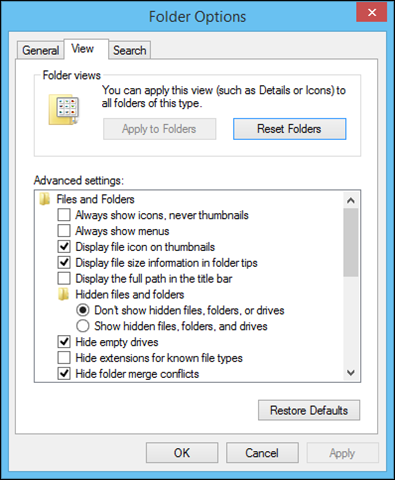 Folder Options
General
View
Search
Folder views
You can apply this view (such as Details or Icons) to
all folders of this type.
Apply to Folders
Reset Folders
Advanced settings:
Files and Folders
Always show icons, never thumbnails
Always show menus
Display file icon on thumbnails
Display file size information in folder tips
Display the full path in the title bar
Hidden files and folders
Don't show hidden files, folders, or drives
Show hidden files, folders, and drives
Hide empty drives
Hide extensions for known file types
Hide folder merge conflicts
Restore Defaults
OK
Cancel
Apply